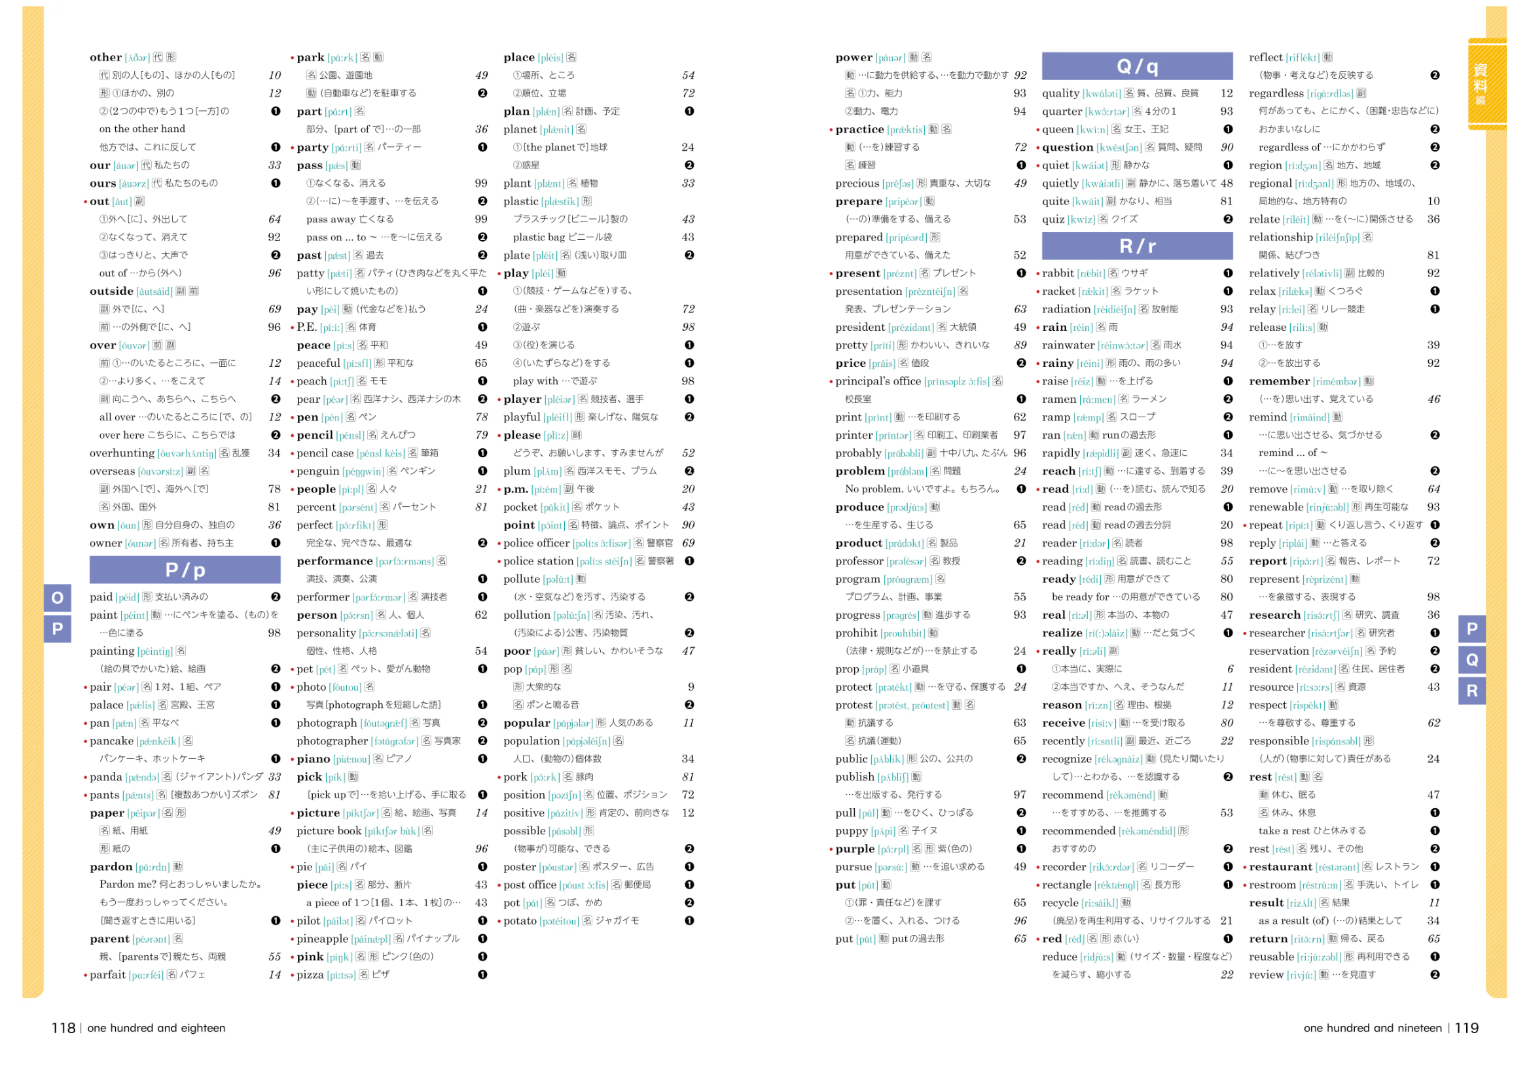 other [ʌ́ðər] 代 形
代 別の人[もの]、ほかの人[もの] 10
形 ①ほかの、別の 12
②(2つの中で)もう1つ[一方]の ❶
on the other hand
他方では、これに反して ❶
our [áuər] 代 私たちの 33
ours [áuərz] 代 私たちのもの ❶
• out [áut] 副
①外へ[に]、外出して 64
②なくなって、消えて 92
③はっきりと、大声で ❷
out of …から(外へ) 96
outside [àutsáid] 副 前
副 外で[に、へ] 69
前 …の外側で[に、へ] 96
over [óuvər] 前 副
前 ①…のいたるところに、一面に 12
②…より多く、…をこえて 14
副 向こうへ、あちらへ、こちらへ ❷
all over …のいたるところに[で、の] 12
over here こちらに、こちらでは ❷
overhunting [òuvərhʌ́ntiŋ] 名 乱獲 34
overseas [òuvərsíːz] 副 名
副 外国へ[で]、海外へ[で] 78
名 外国、国外 81
own [óun] 形 自分自身の、独自の 36
owner [óunər] 名 所有者、持ち主 ❶
P / p
paid [péid] 形 支払い済みの ❷
paint [péint] 動 …にペンキを塗る、(もの)を
…色に塗る 98
painting [péintiŋ] 名
(絵の具でかいた)絵、絵画 ❷
• pair [péər] 名 1対、1組、ペア ❶
palace [pǽlis] 名 宮殿、王宮 ❶
• pan [pǽn] 名 平なべ ❶
• pancake [pǽnkèik] 名
パンケーキ、ホットケーキ ❶
• panda [pǽndə] 名 (ジャイアント)パンダ 33
• pants [pǽnts] 名 [複数あつかい]ズボン 81
paper [péipər] 名 形
名 紙、用紙 49
形 紙の ❶
pardon [páːrdn] 動
Pardon me? 何とおっしゃいましたか。
もう一度おっしゃってください。
[聞き返すときに用いる] ❶
parent [péərənt] 名
親、[parentsで]親たち、両親 55
• parfait [pɑːrféi] 名 パフェ 14
• park [páːrk] 名 動
名 公園、遊園地 49
動 (自動車など)を駐車する ❷
part [páːrt] 名
部分、[part of で]…の一部 36
• party [páːrti] 名 パーティー ❶
pass [pǽs] 動
①なくなる、消える 99
②(…に)〜を手渡す、…を伝える ❷
pass away 亡くなる 99
pass on ... to ~ …を〜に伝える ❷
past [pǽst] 名 過去 ❷
patty [pǽti] 名 パティ(ひき肉などを丸く平た
い形にして焼いたもの) ❶
pay [péi] 動 (代金などを)払う 24
• P.E. [píːíː] 名 体育 ❶
peace [píːs] 名 平和 49
peaceful [píːsfl] 形 平和な 65
• peach [píːtʃ] 名 モモ ❶
pear [péər] 名 西洋ナシ、西洋ナシの木 ❷
• pen [pén] 名 ペン 78
• pencil [pénsl] 名 えんぴつ 79
• pencil case [pénsl kèis] 名 筆箱 ❶
• penguin [péŋgwin] 名 ペンギン ❶
• people [píːpl] 名 人々 21
percent [pərsént] 名 パーセント 81
perfect [pə́ːrfikt] 形
完全な、完ぺきな、最適な ❷
performance [pərfɔ́ːrməns] 名
演技、演奏、公演 ❶
performer [pərfɔ́ːrmər] 名 演技者 ❶
person [pə́ːrsn] 名 人、個人 62
personality [pə̀ːrsənǽləti] 名
個性、性格、人格 54
• pet [pét] 名 ペット、愛がん動物 ❶
• photo [fóutou] 名
写真[photographを短縮した語] ❶
photograph [fóutəgræ̀f] 名 写真 ❷
photographer [fətágrəfər] 名 写真家 ❷
• piano [piǽnou] 名 ピアノ ❶
pick [pík] 動
[pick upで]…を拾い上げる、手に取る ❶
• picture [píktʃər] 名 絵、絵画、写真 14
picture book [píktʃər bùk] 名
(主に子供用の)絵本、図鑑 96
• pie [pái] 名 パイ ❶
piece [píːs] 名 部分、断片 43
a piece of 1つ[1個、1本、1枚]の… 43
• pilot [páilət] 名 パイロット ❶
• pineapple [páinæ̀pl] 名 パイナップル ❶
• pink [píŋk] 名 形 ピンク(色の) ❶
• pizza [píːtsə] 名 ピザ ❶
place [pléis] 名
①場所、ところ 54
②順位、立場 72
plan [plǽn] 名 計画、予定 ❶
planet [plǽnit] 名
①[the planetで]地球 24
②惑星 ❷
plant [plǽnt] 名 植物 33
plastic [plǽstik] 形
プラスチック[ビニール]製の 43
plastic bag ビニール袋 43
plate [pléit] 名 (浅い)取り皿 ❷
• play [pléi] 動
①(競技・ゲームなどを)する、
(曲・楽器などを)演奏する 72
②遊ぶ 98
③(役)を演じる ❶
④(いたずらなど)をする ❶
play with …で遊ぶ 98
• player [pléiər] 名 競技者、選手 ❶
playful [pléifl] 形 楽しげな、陽気な ❷
• please [plíːz] 副
どうぞ、お願いします、すみませんが 52
plum [plʌ́m] 名 西洋スモモ、プラム ❷
• p.m. [píːém] 副 午後 20
pocket [pákit] 名 ポケット 43
point [pɔ́int] 名 特徴、論点、ポイント 90
• police officer [pəlíːs ɔ́ːfisər] 名 警察官 69
• police station [pəlíːs stèiʃn] 名 警察署 ❶
pollute [pəlúːt] 動
(水・空気など)を汚す、汚染する ❷
pollution [pəlúːʃn] 名 汚染、汚れ、
(汚染による)公害、汚染物質 ❷
poor [púər] 形 貧しい、かわいそうな 47
pop [páp] 形 名
形 大衆的な 9
名 ポンと鳴る音 ❷
popular [pápjələr] 形 人気のある 11
population [pàpjəléiʃn] 名
人口、(動物の)個体数 34
• pork [pɔ́ːrk] 名 豚肉 81
position [pəzíʃn] 名 位置、ポジション 72
positive [pázitiv] 形 肯定の、前向きな 12
possible [pásəbl] 形
(物事が)可能な、できる ❷
poster [póustər] 名 ポスター、広告 ❶
• post office [póust ɔ̀ːfis] 名 郵便局 ❶
pot [pát] 名 つぼ、かめ ❷
• potato [pətéitou] 名 ジャガイモ ❶
O
P
118 | one hundred and eighteen
power [páuər] 動 名
動 …に動力を供給する、…を動力で動かす 92
名 ①力、能力 93
②動力、電力 94
• practice [prǽktis] 動 名
動 (…を)練習する 72
名 練習 ❶
precious [préʃəs] 形 貴重な、大切な 49
prepare [pripéər] 動
(…の)準備をする、備える 53
prepared [pripéərd] 形
用意ができている、備えた 52
• present [préznt] 名 プレゼント ❶
presentation [prèzntéiʃn] 名
発表、プレゼンテーション 63
president [prézidənt] 名 大統領 49
pretty [príti] 形 かわいい、きれいな 89
price [práis] 名 値段 ❷
• principal's office [prínsəplz ɔ̀ːfis] 名
校長室 ❶
print [prínt] 動 …を印刷する 62
printer [príntər] 名 印刷工、印刷業者 97
probably [prábəbli] 副 十中八九、たぶん 96
problem [prábləm] 名 問題 24
No problem. いいですよ。もちろん。 ❶
produce [prədjúːs] 動
…を生産する、生じる 65
product [prádəkt] 名 製品 21
professor [prəfésər] 名 教授 ❷
program [próugræm] 名
プログラム、計画、事業 55
progress [prəgrés] 動 進歩する 93
prohibit [prouhíbit] 動
(法律・規則などが)…を禁止する 24
prop [práp] 名 小道具 ❶
protect [prətékt] 動 …を守る、保護する 24
protest [prətést, próutest] 動 名
動 抗議する 63
名 抗議(運動) 65
public [pʌ́blik] 形 公の、公共の ❷
publish [pʌ́bliʃ] 動
…を出版する、発行する 97
pull [púl] 動 …をひく、ひっぱる ❷
puppy [pʌ́pi] 名 子イヌ ❶
• purple [pə́ːrpl] 名 形 紫(色の) ❶
pursue [pərsúː] 動 …を追い求める 49
put [pút] 動
①(罪・責任など)を課す 65
②…を置く、入れる、つける 96
put [pút] 動 putの過去形 65
Q / q
quality [kwáləti] 名 質、品質、良質 12
quarter [kwɔ́ːrtər] 名 4分の1 93
• queen [kwíːn] 名 女王、王妃 ❶
• question [kwéstʃən] 名 質問、疑問 90
• quiet [kwáiət] 形 静かな ❶
quietly [kwáiətli] 副 静かに、落ち着いて 48
quite [kwáit] 副 かなり、相当 81
quiz [kwíz] 名 クイズ ❷
R / r
• rabbit [rǽbit] 名 ウサギ ❶
• racket [rǽkit] 名 ラケット ❶
radiation [rèidiéiʃn] 名 放射能 93
• rain [réin] 名 雨 94
rainwater [réinwɔ̀ːtər] 名 雨水 94
• rainy [réini] 形 雨の、雨の多い 94
• raise [réiz] 動 …を上げる ❶
ramen [ráːmen] 名 ラーメン ❷
ramp [rǽmp] 名 スロープ ❷
ran [rǽn] 動 runの過去形 ❶
rapidly [rǽpidli] 副 速く、急速に 34
reach [ríːtʃ] 動 …に達する、到着する 39
• read [ríːd] 動 (…を)読む、読んで知る 20
read [réd] 動 readの過去形 ❶
read [réd] 動 readの過去分詞 20
reader [ríːdər] 名 読者 98
• reading [ríːdiŋ] 名 読書、読むこと 55
ready [rédi] 形 用意ができて 80
be ready for …の用意ができている 80
real [ríːəl] 形 本当の、本物の 47
realize [ríː(ː)əlàiz] 動 …だと気づく ❶
• really [ríːəli] 副
①本当に、実際に 6
②本当ですか、へえ、そうなんだ 11
reason [ríːzn] 名 理由、根拠 12
receive [risíːv] 動 …を受け取る 80
recently [ríːsntli] 副 最近、近ごろ 22
recognize [rékəgnàiz] 動 (見たり聞いたり
して)…とわかる、…を認識する ❷
recommend [rèkəménd] 動
…をすすめる、…を推薦する 53
recommended [rèkəméndid] 形
おすすめの ❷
• recorder [rikɔ́ːrdər] 名 リコーダー ❶
• rectangle [réktæŋgl] 名 長方形 ❶
recycle [riːsáikl] 動
(廃品)を再生利用する、リサイクルする 21
• red [réd] 名 形 赤(い) ❶
reduce [ridjúːs] 動 (サイズ・数量・程度など)
を減らす、縮小する 22
reflect [riflékt] 動
(物事・考えなど)を反映する ❷
regardless [rigáːrdləs] 副
何があっても、とにかく、(困難・忠告などに)
おかまいなしに ❷
regardless of …にかかわらず ❷
region [ríːdʒən] 名 地方、地域 ❷
regional [ríːdʒənl] 形 地方の、地域の、
局地的な、地方特有の 10
relate [riléit] 動 …を(〜に)関係させる 36
relationship [riléiʃnʃip] 名
関係、結びつき 81
relatively [rélətivli] 副 比較的 92
relax [rilǽks] 動 くつろぐ ❶
relay [ríːlei] 名 リレー競走 ❶
release [rilíːs] 動
①…を放す 39
②…を放出する 92
remember [rimémbər] 動
(…を)思い出す、覚えている 46
remind [rimáind] 動
…に思い出させる、気づかせる ❷
remind ... of ~
…に〜を思い出させる ❷
remove [rimúːv] 動 …を取り除く 64
renewable [rinjúːəbl] 形 再生可能な 93
• repeat [ripíːt] 動 くり返し言う、くり返す ❶
reply [riplái] 動 …と答える ❷
report [ripɔ́ːrt] 名 報告、レポート 72
represent [rèprizént] 動
…を象徴する、表現する 98
research [risə́ːrtʃ] 名 研究、調査 36
• researcher [risə́ːrtʃər] 名 研究者 ❶
reservation [rèzərvéiʃn] 名 予約 ❷
resident [rézidənt] 名 住民、居住者 ❷
resource [ríːsɔːrs] 名 資源 43
respect [rispékt] 動
…を尊敬する、尊重する 62
responsible [rispánsəbl] 形
(人が)(物事に対して)責任がある 24
rest [rést] 動 名
動 休む、眠る 47
名 休み、休息 ❶
take a rest ひと休みする ❶
rest [rést] 名 残り、その他 ❷
• restaurant [réstərənt] 名 レストラン ❶
• restroom [réstrùːm] 名 手洗い、トイレ ❶
result [rizʌ́lt] 名 結果 11
as a result (of) (…の)結果として 34
return [ritə́ːrn] 動 帰る、戻る 65
reusable [riːjúːzəbl] 形 再利用できる ❶
review [rivjúː] 動 …を見直す ❷
資料編
P
Q
R
one hundred and nineteen | 119